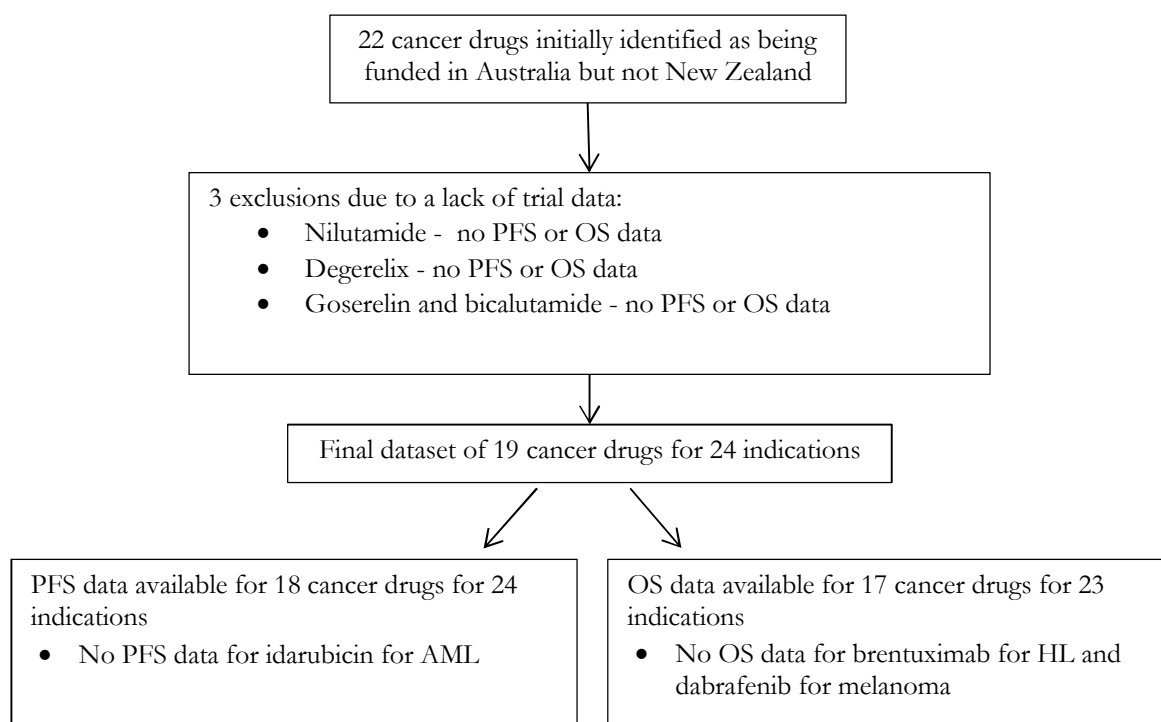 22 cancer drugs initially identified as being
funded in Australia but not New Zealand
3 exclusions due to a lack of trial data:
• Nilutamide - no PFS or OS data
• Degerelix - no PFS or OS data
• Goserelin and bicalutamide - no PFS or OS data
Final dataset of 19 cancer drugs for 24 indications
PFS data available for 18 cancer drugs for 24
indications
• No PFS data for idarubicin for AML
OS data available for 17 cancer drugs for 23
indications
• No OS data for brentuximab for HL and
dabrafenib for melanoma